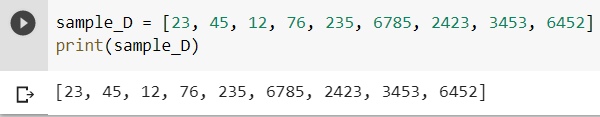 sample_D = [23, 45, 12, 76, 235, 6785, 2423, 3453, 6452]
print(sample_D)
[23, 45, 12, 76, 235, 6785, 2423, 3453, 6452]